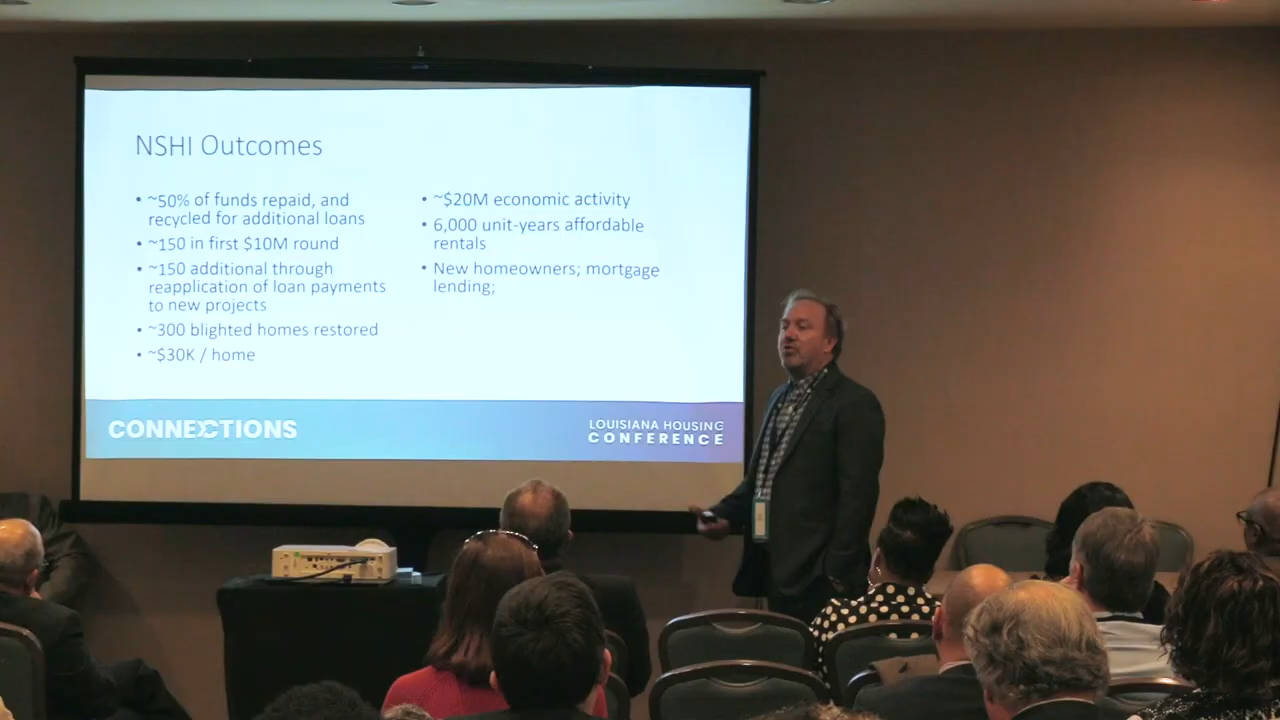 NSHI Outcomes
• ~50% of funds repaid, and
recycled for additional loans
• ~150 in first $10M round
• ~150 additional through
reapplication of loan payments
to new projects
• ~300 blighted homes restored
• ~$30K / home
• ~$20M economic activity
• 6,000 unit-years affordable
rentals
• New homeowners; mortgage
lending;
CONNECTIONS
LOUISIANA HOUSING
CONFERENCE